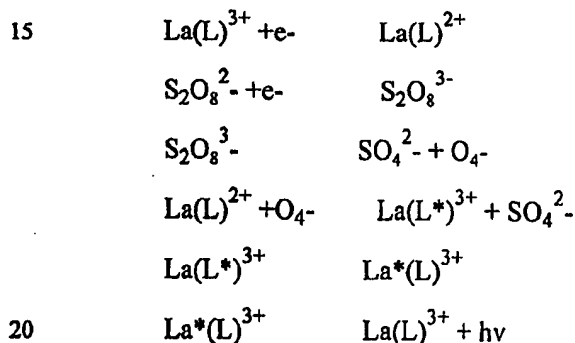 15 La(L)³⁺ +e- La(L)²⁺
S₂O₈²- +e- S₂O₈³⁻
S₂O₈³- SO₄²- + O₄-
La(L)²⁺ +O₄- La(L*)³⁺ + SO₄²-
La(L*)³⁺ La*(L)³⁺
20 La*(L)³⁺ La(L)³⁺ + hν